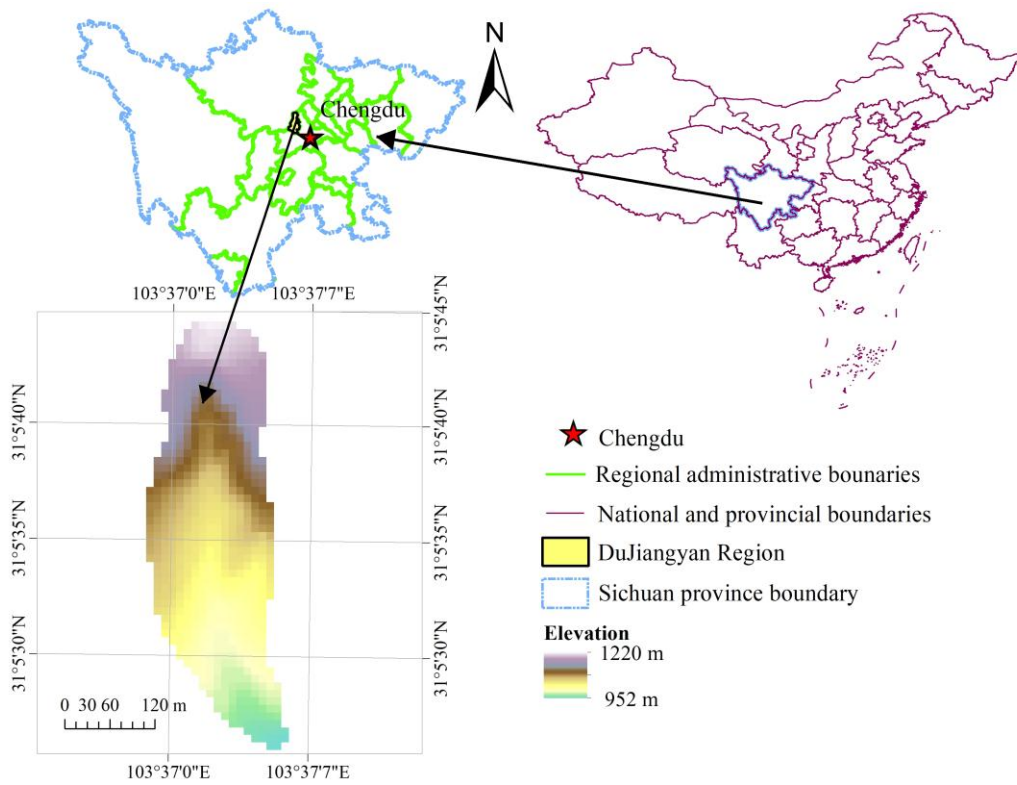 N
Chengdu
103°37'0"E
103°37'7"E
31°5'45"N
31°5'40"N
31°5'40"N
31°5'35"N
31°5'35"N
31°5'30"N
31°5'30"N
0 30 60 120 m
103°37'0"E
103°37'7"E
Chengdu
Regional administrative bounaries
National and provincial boundaries
DuJiangyan Region
Sichuan province boundary
Elevation
1220 m
952 m